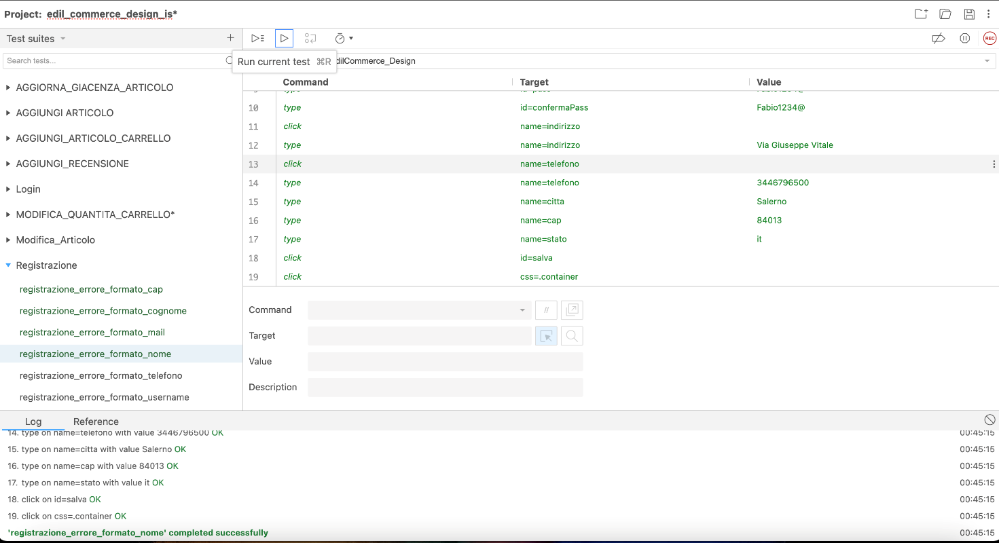 Project: edil_commerce_design_is*
Test suites
Search tests...
Run current test ⌘R
dilCommerce_Design
AGGIORNA_GIACENZA_ARTICOLO
AGGIUNGI ARTICOLO
AGGIUNGI_ARTICOLO_CARRELLO
AGGIUNGI_RECENSIONE
Login
MODIFICA_QUANTITA_CARRELLO*
Modifica_Articolo
Registrazione
registrazione_errore_formato_cap
registrazione_errore_formato_cognome
registrazione_errore_formato_mail
registrazione_errore_formato_nome
registrazione_errore_formato_telefono
registrazione_errore_formato_username
REC
Command Target Value
10 type id=confermaPass Fabio1234@
11 click name=indirizzo
12 type name=indirizzo Via Giuseppe Vitale
13 click name=telefono
14 type name=telefono 3446796500
15 type name=citta Salerno
16 type name=cap 84013
17 type name=stato it
18 click id=salva
19 click css=.container
Command //
Target
Value
Description
Log Reference
14. type on name=telefono with value 3446796500 OK 00:45:15
15. type on name=citta with value Salerno OK 00:45:15
16. type on name=cap with value 84013 OK 00:45:15
17. type on name=stato with value it OK 00:45:15
18. click on id=salva OK 00:45:15
19. click on css=.container OK 00:45:15
'registrazione_errore_formato_nome' completed successfully 00:45:15